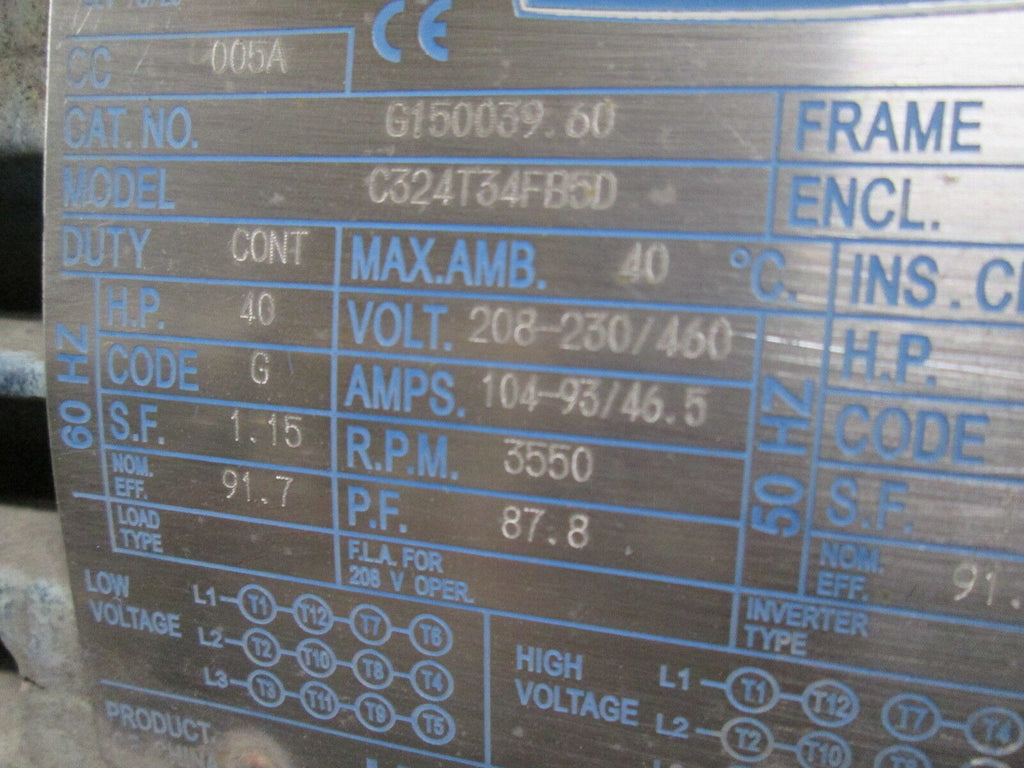 CE
CC 005A
CAT. NO. G150039.60 FRAME
MODEL C324T34FB5D ENCL.
DUTY CONT MAX.AMB. 40 °C. INS.
60 HZ
H.P. 40 VOLT. 208-230/460 50 HZ H.P.
CODE G AMPS. 104-93/46.5 CODE
S.F. 1.15 R.P.M. 3550 S.F.
NOM. EFF. 91.7 P.F. 87.8 NOM. EFF. 91.
LOAD TYPE F.L.A. FOR 208 V OPER. INVERTER TYPE
LOW VOLTAGE
L1 T1 T12 T7 T6
L2 T2 T10 T8 T4
L3 T3 T11 T9 T5
HIGH VOLTAGE
L1 T1 T12 T7 T4
L2 T2 T10
PRODUCT